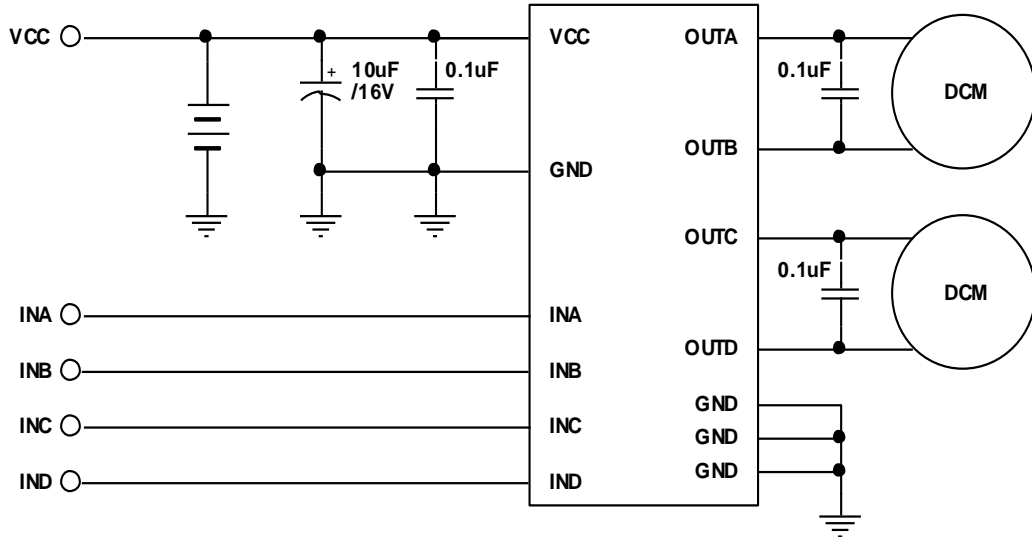 VCC
+
10uF
/16V
0.1uF
VCC
GND
INA
INB
INC
IND
INA
INB
INC
IND
OUTA
OUTB
OUTC
OUTD
GND
GND
GND
0.1uF
DCM
0.1uF
DCM